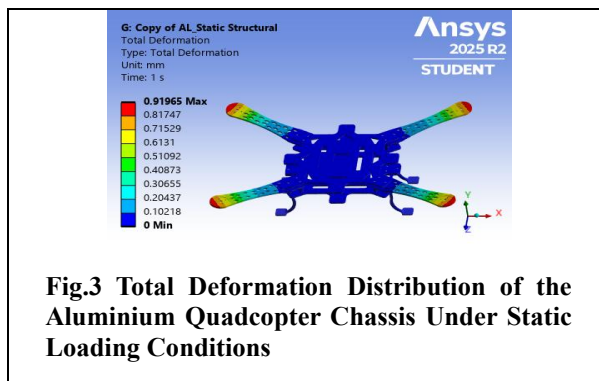 G: Copy of AL_Static Structural
Total Deformation
Type: Total Deformation
Unit: mm
Time: 1 s
0.91965 Max
0.81747
0.71529
0.6131
0.51092
0.40873
0.30655
0.20437
0.10218
0 Min
Ansys
2025 R2
STUDENT
Y
X
Z
Fig.3 Total Deformation Distribution of the
Aluminium Quadcopter Chassis Under Static
Loading Conditions